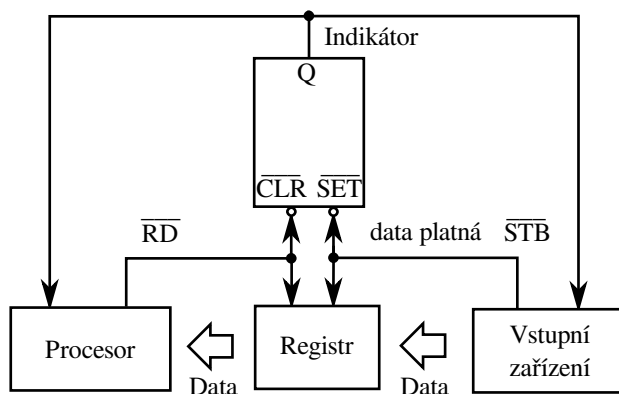 Indikátor
Q
CLR SET
RD
data platná STB
Procesor
Registr
Vstupní
zařízení
Data
Data